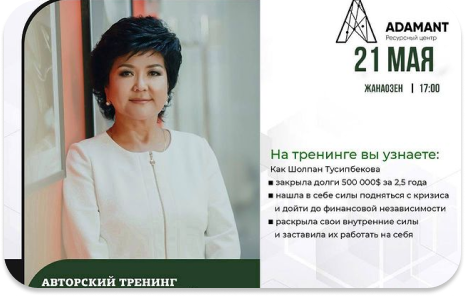 ADAMANT
Ресурсный центр
21 МАЯ
ЖАНАОЗЕН | 17:00
На тренинге вы узнаете:
Как Шолпан Тусипбекова
■ закрыла долги 500 000$ за 2,5 года
■ нашла в себе силы подняться с кризиса
и дойти до финансовой независимости
■ раскрыла свои внутренние силы
и заставила их работать на себя
АВТОРСКИЙ ТРЕНИНГ